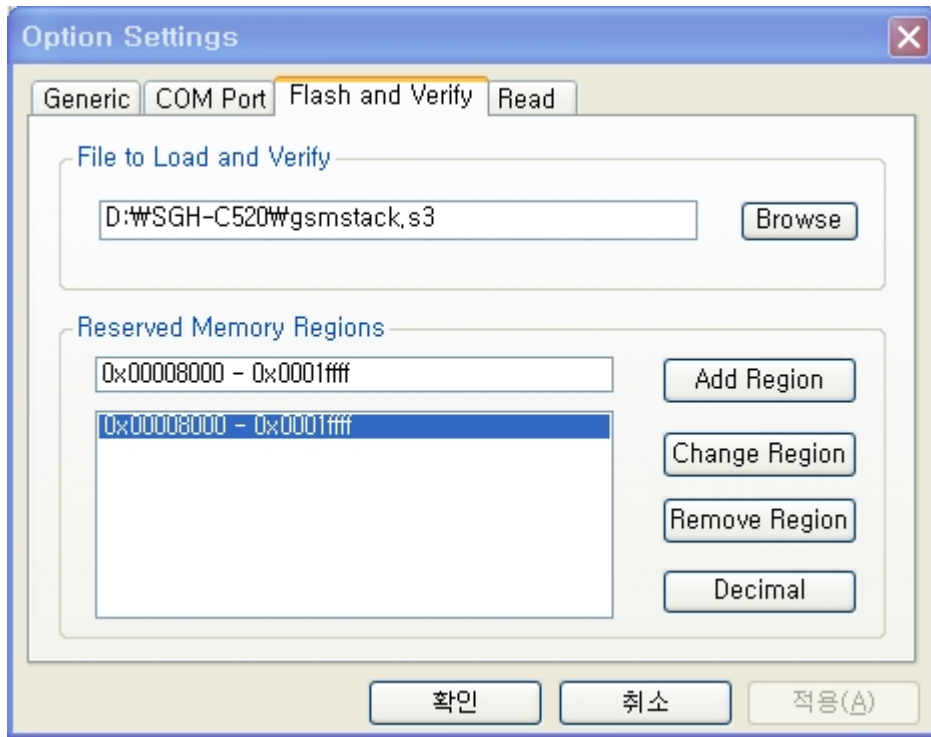 Option Settings
Generic COM Port Flash and Verify Read
File to Load and Verify
D:₩SGH-C520₩gsmstack.s3 Browse
Reserved Memory Regions
0x00008000 - 0x0001ffff Add Region
0x00008000 - 0x0001ffff
Change Region
Remove Region
Decimal
확인 취소 적용(A)